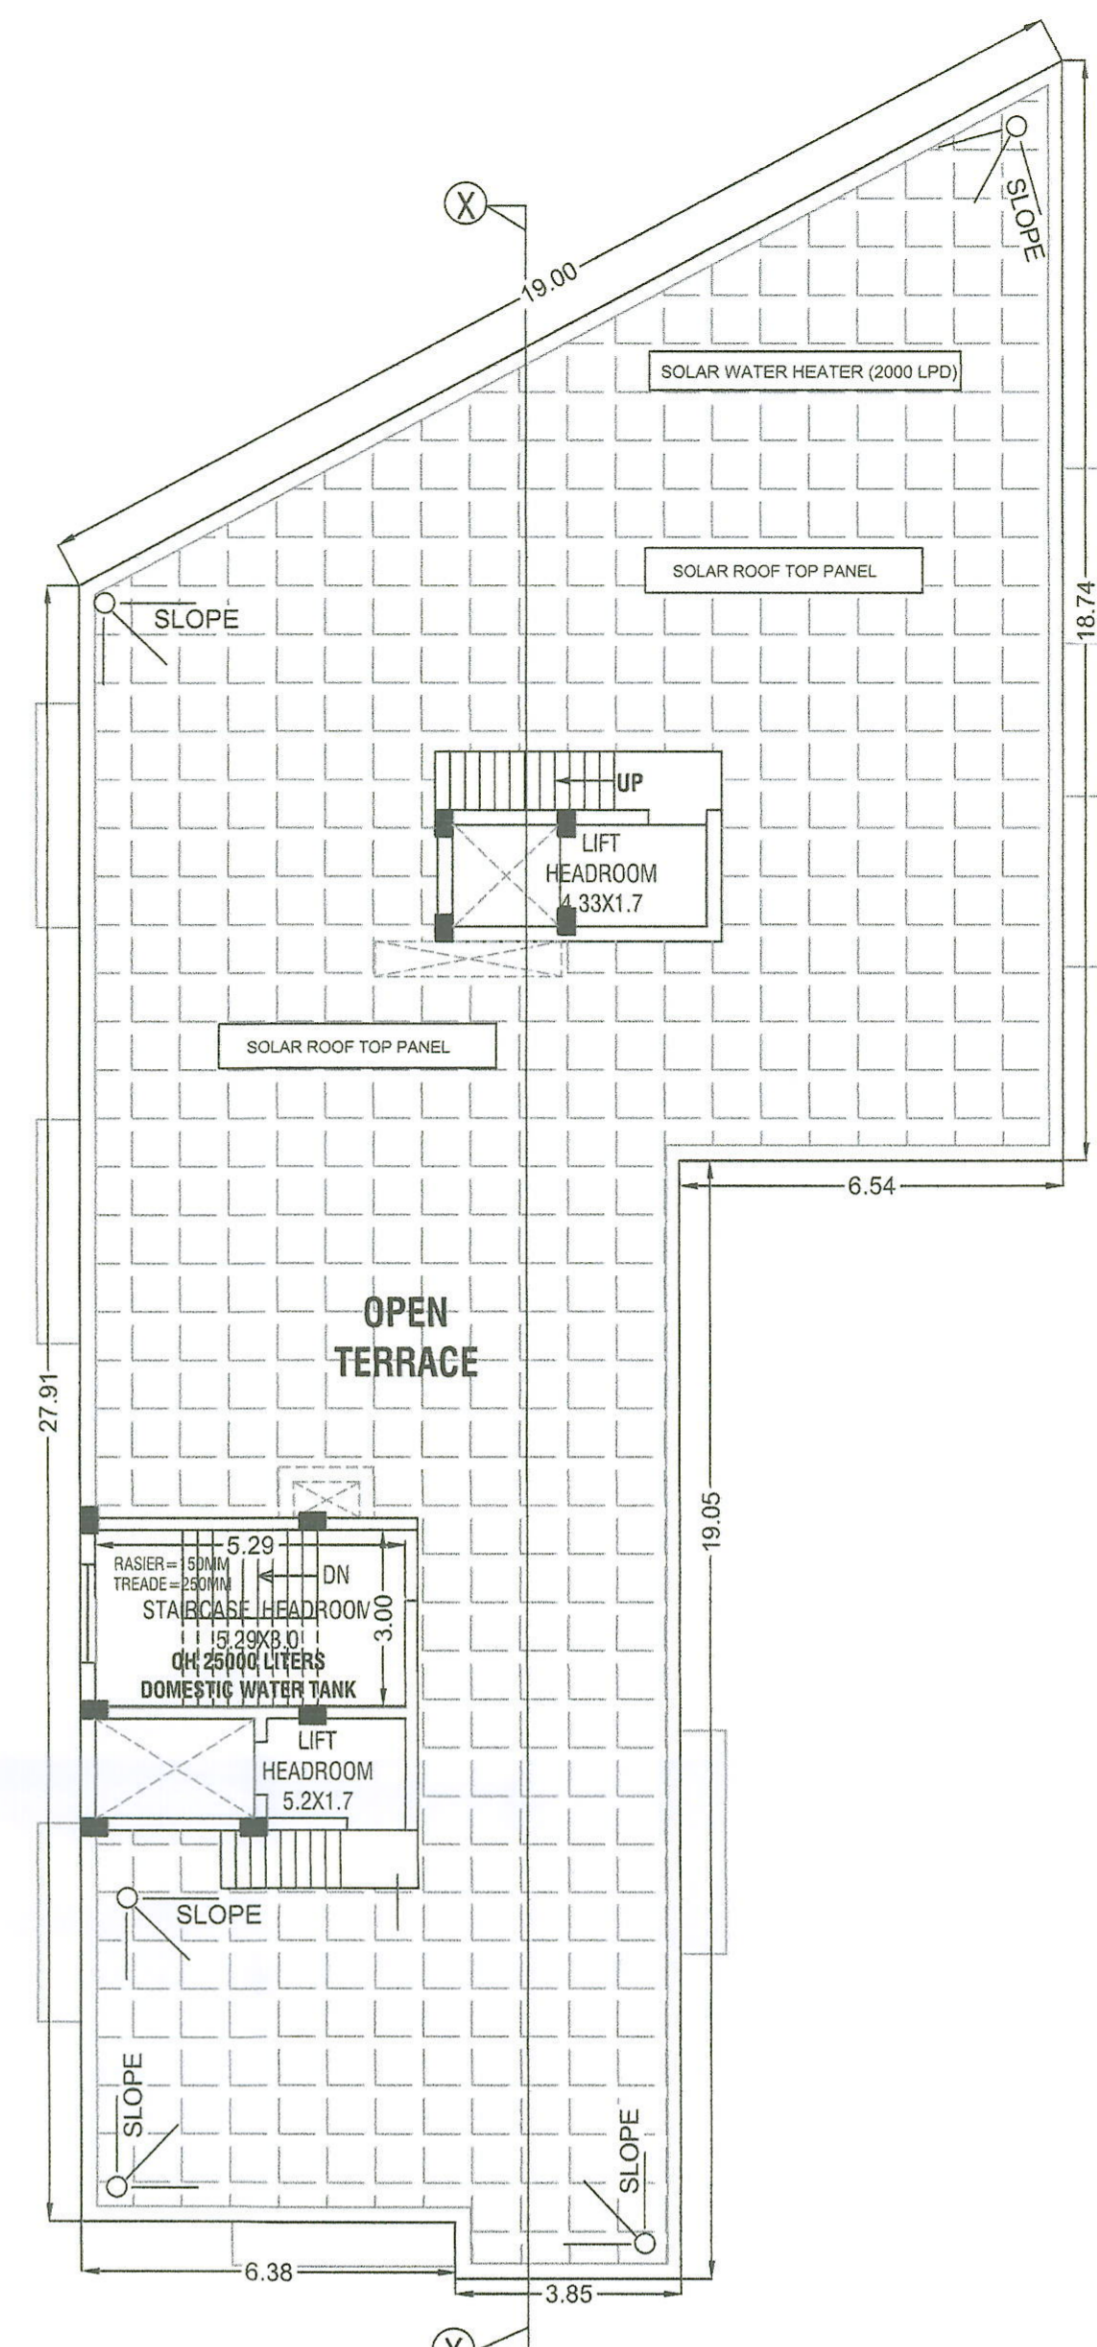 X
19.00
SLOPE
SOLAR WATER HEATER (2000 LPD)
SOLAR ROOF TOP PANEL
18.74
SLOPE
UP
LIFT
HEADROOM
4.33X1.7
SOLAR ROOF TOP PANEL
6.54
OPEN
TERRACE
27.91
19.05
5.29
RASIER=150MM
TREADE=250MM
DN
STAIRCASE HEADROOM
3.00
5.29X3.0
OH 25000 LITERS
DOMESTIC WATER TANK
LIFT
HEADROOM
5.2X1.7
SLOPE
SLOPE
SLOPE
6.38
3.85